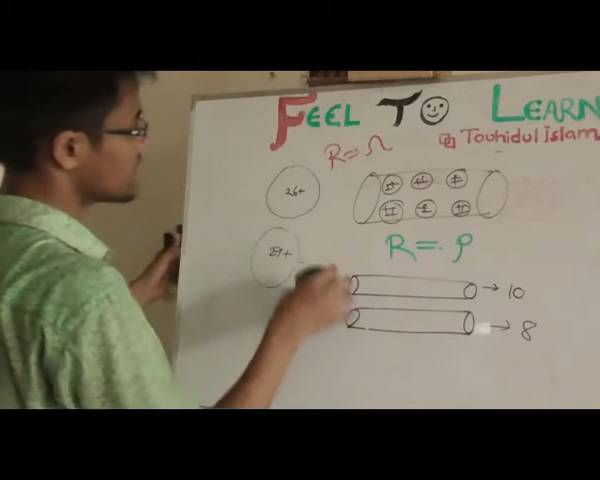 FEEL TO LEARN
Touhidul Islam
R=Ω
26+
29+
R = ρ
→ 10
→ 8